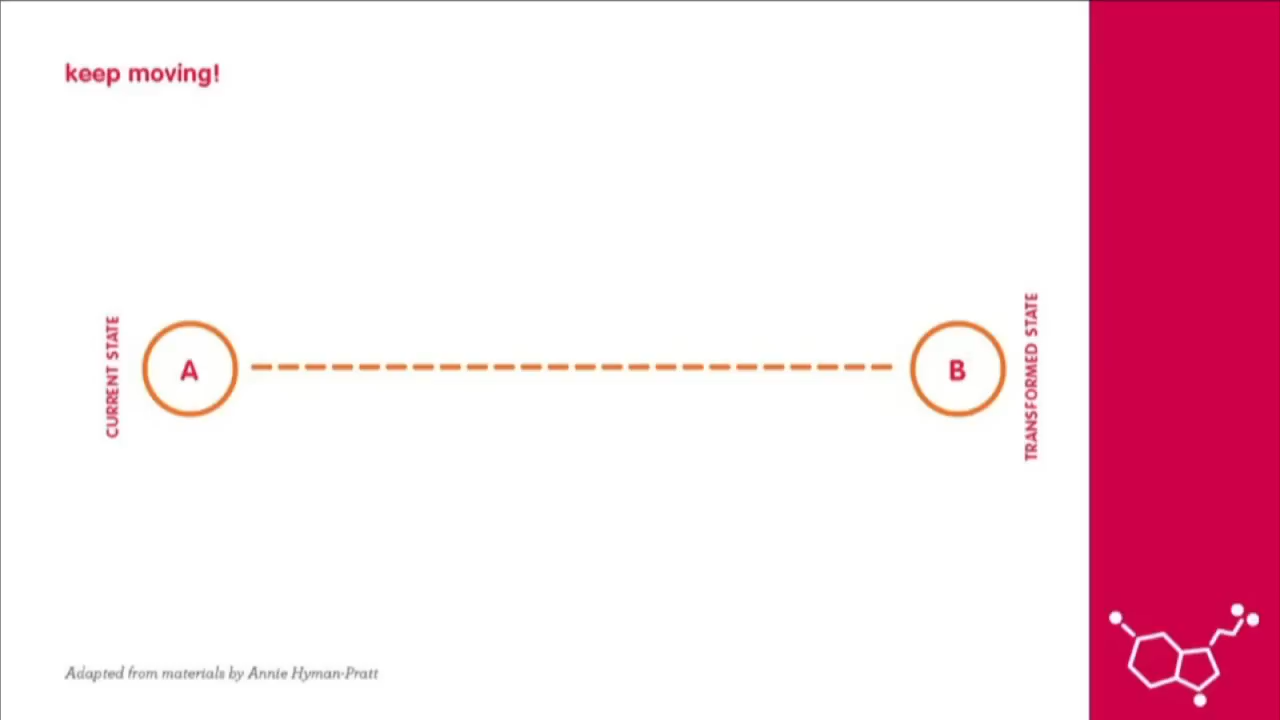 keep moving!
CURRENT STATE
A
B
TRANSFORMED STATE
Adapted from materials by Annie Hyman-Pratt